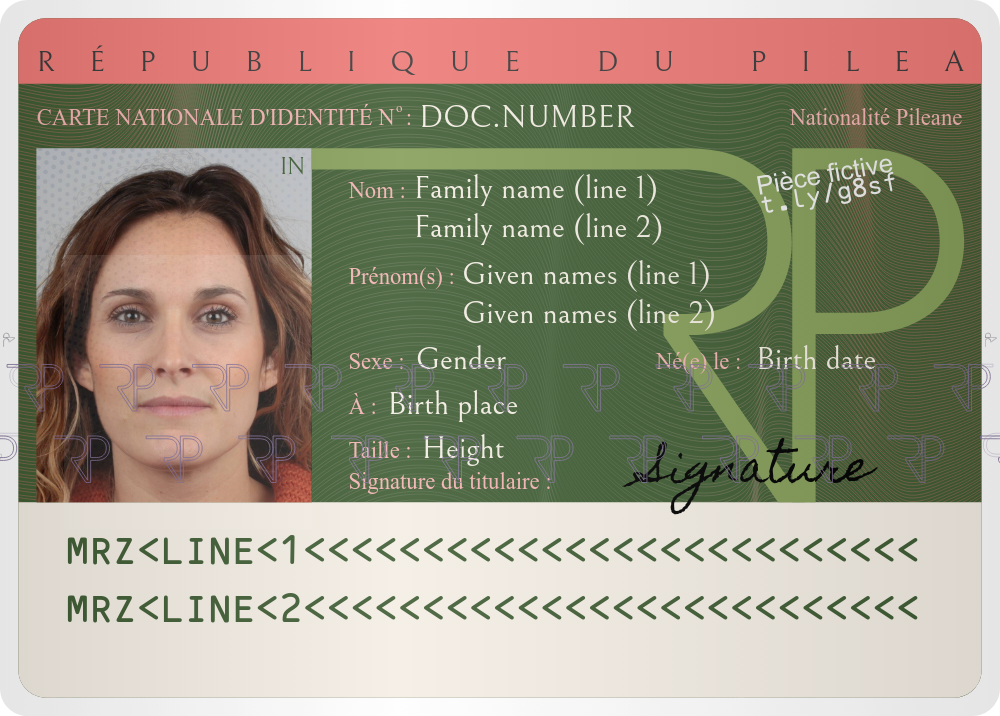 RÉPUBLIQUE DU PILEA
CARTE NATIONALE D'IDENTITÉ N° : DOC.NUMBER
Nationalité Pileane
IN
Pièce fictive
t.ly/g8sf
Nom : Family name (line 1)
Family name (line 2)
Prénom(s) : Given names (line 1)
Given names (line 2)
Sexe : Gender
Né(e) le : Birth date
À : Birth place
Taille : Height
Signature du titulaire :
Signature
RP
MRZ<LINE<1<<<<<<<<<<<<<<<<<<<<<<<<<<
MRZ<LINE<2<<<<<<<<<<<<<<<<<<<<<<<<<<